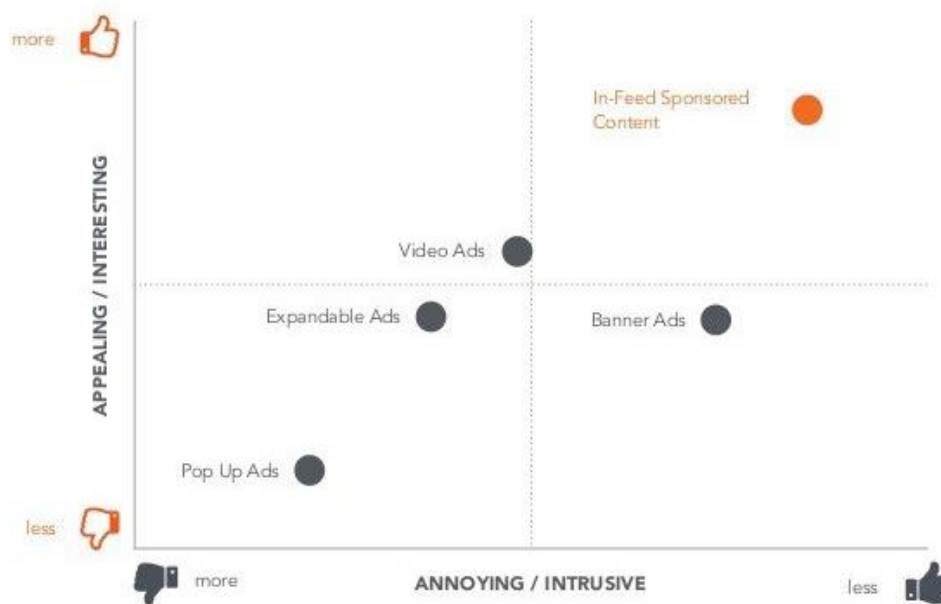 more
In-Feed Sponsored
Content
APPEALING / INTERESTING
Video Ads
Expandable Ads
Banner Ads
Pop Up Ads
less
more
ANNOYING / INTRUSIVE
less